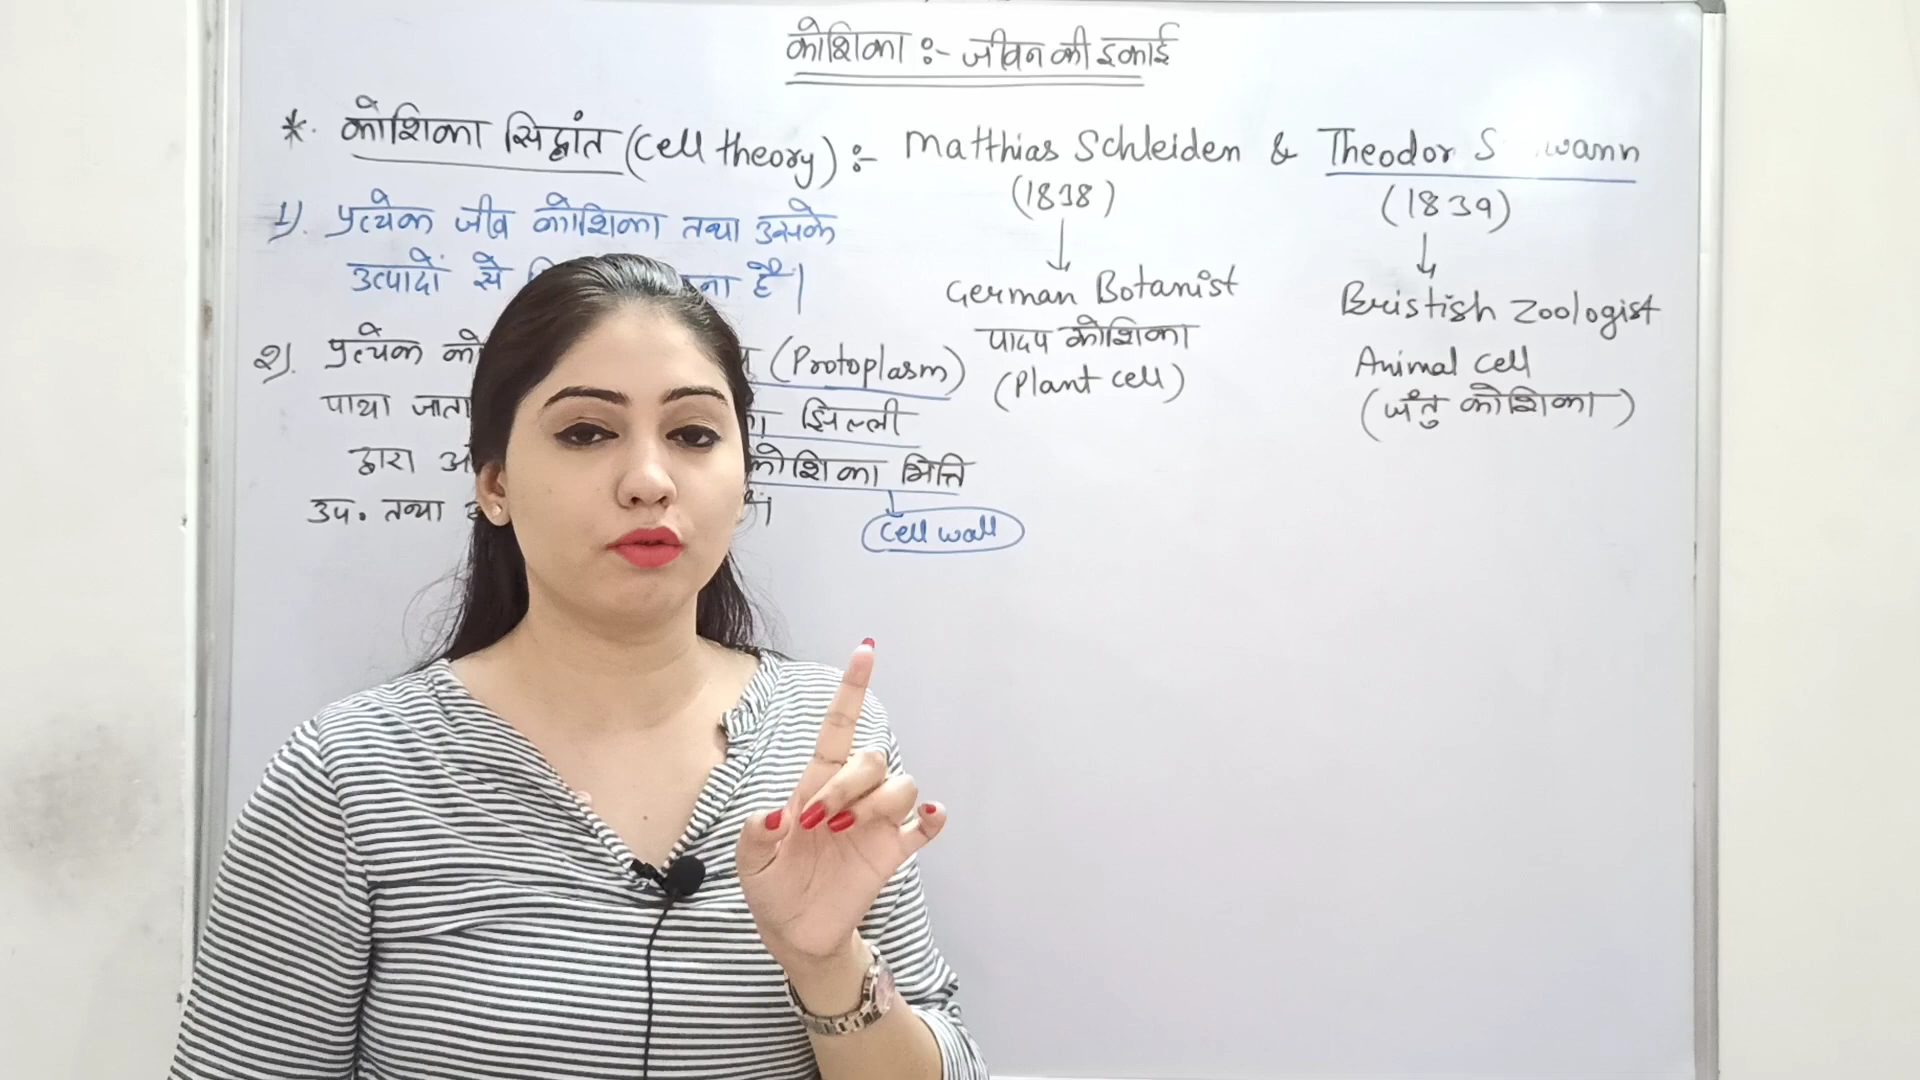 कोशिका :- जीवन की इकाई
*. कोशिका सिद्धांत (Cell theory) :- Matthias Schleiden & Theodor S wann
(1838) (1839)
1). प्रत्येक जीव कोशिका तथा उसके
उत्पादों से है।
German Botanist
पादप कोशिका
(Plant cell)
Bristish Zoologist
Animal cell
(जंतु कोशिका)
2). प्रत्येक (Protoplasm)
पाया जाता झिल्ली
द्वारा कोशिका भित्ति
उप. तथा
Cell wall